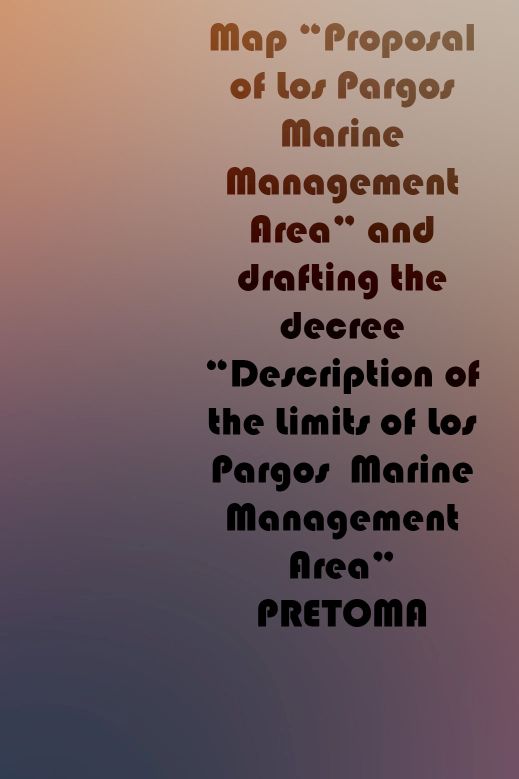 Map “Proposal
of Los Pargos
Marine
Management
Area” and
drafting the
decree
“Description of
the Limits of Los
Pargos  Marine
Management
Area”
PRETOMA